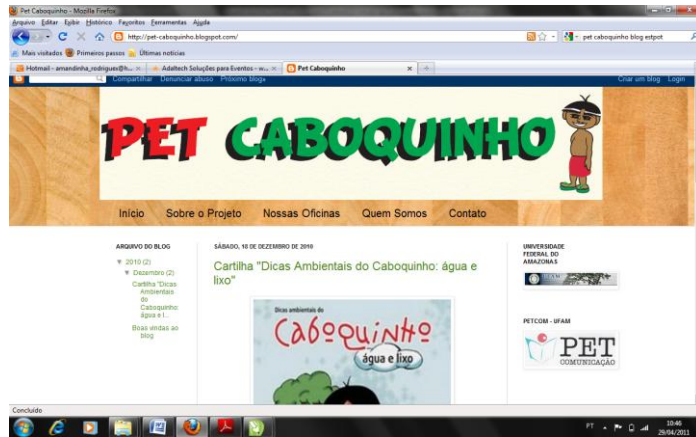 Pet Caboquinho - Mozilla Firefox
Arquivo Editar Exibir Histórico Favoritos Ferramentas Ajuda
http://pet-caboquinho.blogspot.com/
pet caboquinho blog estpot
Mais visitados Primeiros passos Últimas notícias
Hotmail - amandinha_rodriguex@h...
Adaltech Soluções para Eventos - w...
Pet Caboquinho
Compartilhar Denunciar abuso Próximo blog»
Criar um blog Login
PET CABOQUINHO
Início Sobre o Projeto Nossas Oficinas Quem Somos Contato
ARQUIVO DO BLOG
▼ 2010 (2)
▼ Dezembro (2)
Cartilha "Dicas
Ambientais
do
Caboquinho:
água e l...
Boas vindas ao
blog
SÁBADO, 18 DE DEZEMBRO DE 2010
Cartilha "Dicas Ambientais do Caboquinho: água e
lixo"
Dicas ambientais do
Caboquinho
água e lixo
UNIVERSIDADE
FEDERAL DO
AMAZONAS
UFAM
PETCOM - UFAM
PET
COMUNICAÇÃO
Concluído
PT
10:46
29/04/2011